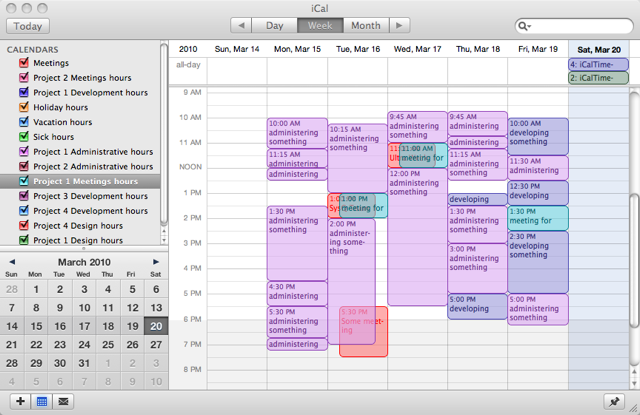 iCal
Today
Day
Week
Month
CALENDARS
Meetings
Project 2 Meetings hours
Project 1 Development hours
Holiday hours
Vacation hours
Sick hours
Project 1 Administrative hours
Project 2 Administrative hours
Project 1 Meetings hours
Project 3 Development hours
Project 4 Development hours
Project 4 Design hours
Project 1 Design hours
March 2010
Sun Mon Tue Wed Thu Fri Sat
28 1 2 3 4 5 6
7 8 9 10 11 12 13
14 15 16 17 18 19 20
21 22 23 24 25 26 27
28 29 30 31 1 2 3
4 5 6 7 8 9 10
2010 Sun, Mar 14 Mon, Mar 15 Tue, Mar 16 Wed, Mar 17 Thu, Mar 18 Fri, Mar 19 Sat, Mar 20
all-day
4: iCalTime-
2: iCalTime-
9 AM
10 AM
11 AM
NOON
1 PM
2 PM
3 PM
4 PM
5 PM
6 PM
7 PM
8 PM
10:00 AM
administering
something
11:15 AM
administering
administering
1:30 PM
administering
something
4:30 PM
administering
5:30 PM
administering
something
administering
10:15 AM
administering
something
1:00 PM
meeting for
2:00 PM
administer-
ing some-
thing
5:30 PM
Some meet-
ing
9:45 AM
administering
something
11:00 AM
meeting for
12:00 PM
administering
something
9:45 AM
administering
administering
11:15 AM
administering
something
developing
1:30 PM
administering
something
3:00 PM
administering
something
5:00 PM
developing
10:00 AM
developing
something
11:30 AM
administering
12:30 PM
developing
1:30 PM
meeting for
2:30 PM
developing
something
5:00 PM
administering
something